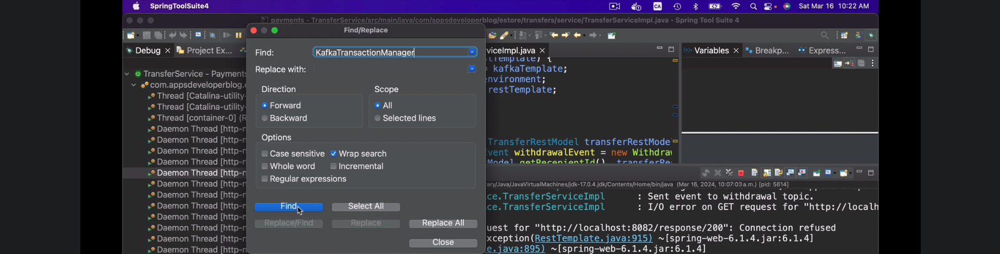 SpringToolSuite4
CA
Sat Mar 16 10:22 AM
payments - TransferService/src/main/java/com/appsdeveloperblog/estore/transfers/service/TransferServiceImpl.java - Spring Tool Suite 4
Find/Replace
Debug
Project Ex...
viceImpl.java
(x)= Variables
Breakp...
Express...
Find:
KafkaTransactionManager
Replace with:
Direction
Scope
Forward
All
Backward
Selected lines
Options
Case sensitive
Wrap search
Whole word
Incremental
Regular expressions
Find
Select All
Replace/Find
Replace
Replace All
Close
TransferService - Payments
com.appsdeveloperblog.
Thread [Catalina-utility-
Thread [Catalina-utility-
Thread [container-0] (R
Daemon Thread [http-n
Daemon Thread [http-n
Daemon Thread [http-n
Daemon Thread [http-n
Daemon Thread [http-n
Daemon Thread [http-n
Daemon Thread [http-n
Daemon Thread [http-n
Daemon Thread [http-n
Daemon Thread [http-n
Daemon Thread [http-n
Daemon Thread [http-n
= kafkaTemplate;
environment;
restTemplate;
TransferRestModel transferRestMode
Event withdrawalEvent = new Withdraw
Model.getRecepientId(), transferRe
rary/Java/JavaVirtualMachines/jdk-17.0.4.jdk/Contents/Home/bin/java (Mar 16, 2024, 10:07:03 a.m.) [pid: 5614]
ce.TransferServiceImpl : Sent event to withdrawal topic.
ce.TransferServiceImpl : I/O error on GET request for "http://localh
uest for "http://localhost:8082/response/200": Connection refused
xception(RestTemplate.java:915) ~[spring-web-6.1.4.jar:6.1.4]
e.java:895) ~[spring-web-6.1.4.jar:6.1.4]